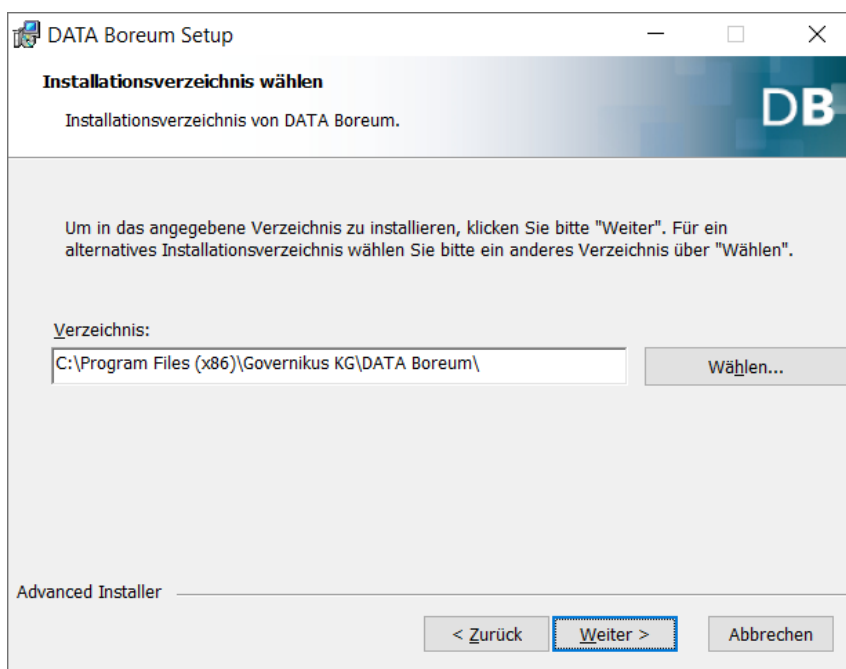 DATA Boreum Setup
Installationsverzeichnis wählen
Installationsverzeichnis von DATA Boreum.
DB
Um in das angegebene Verzeichnis zu installieren, klicken Sie bitte "Weiter". Für ein
alternatives Installationsverzeichnis wählen Sie bitte ein anderes Verzeichnis über "Wählen".
Verzeichnis:
C:\Program Files (x86)\Governikus KG\DATA Boreum\
Wählen...
Advanced Installer
< Zurück
Weiter >
Abbrechen